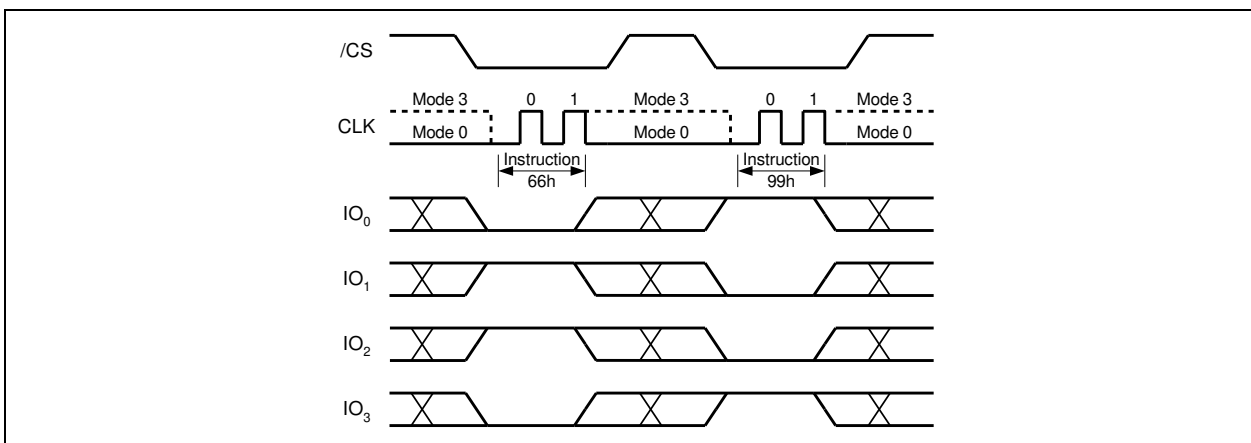 /CS
Mode 3 0 1 Mode 3 0 1 Mode 3
CLK
Mode 0 Mode 0 Mode 0
Instruction Instruction
66h 99h
IO0
IO1
IO2
IO3